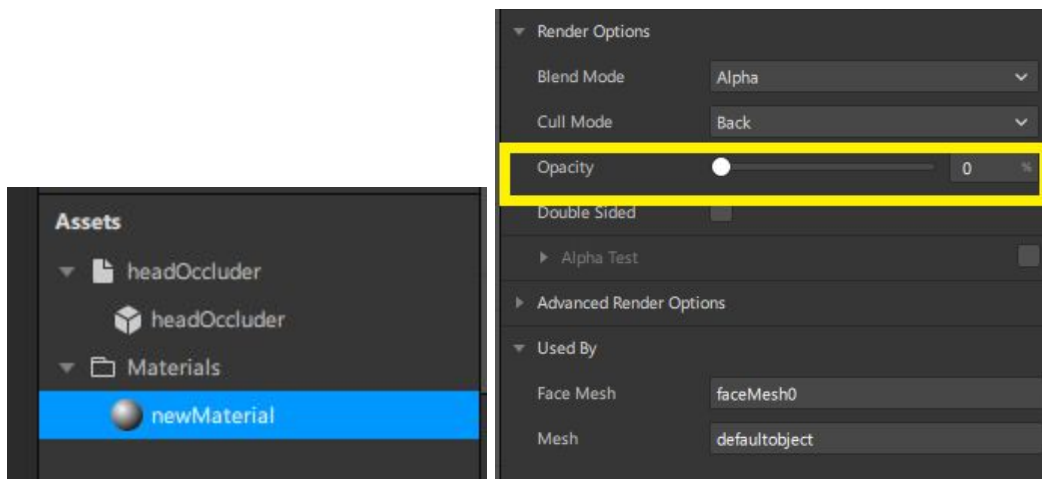 Assets
headOccluder
headOccluder
Materials
newMaterial
Render Options
Blend Mode Alpha
Cull Mode Back
Opacity 0 %
Double Sided
Alpha Test
Advanced Render Options
Used By
Face Mesh faceMesh0
Mesh defaultobject